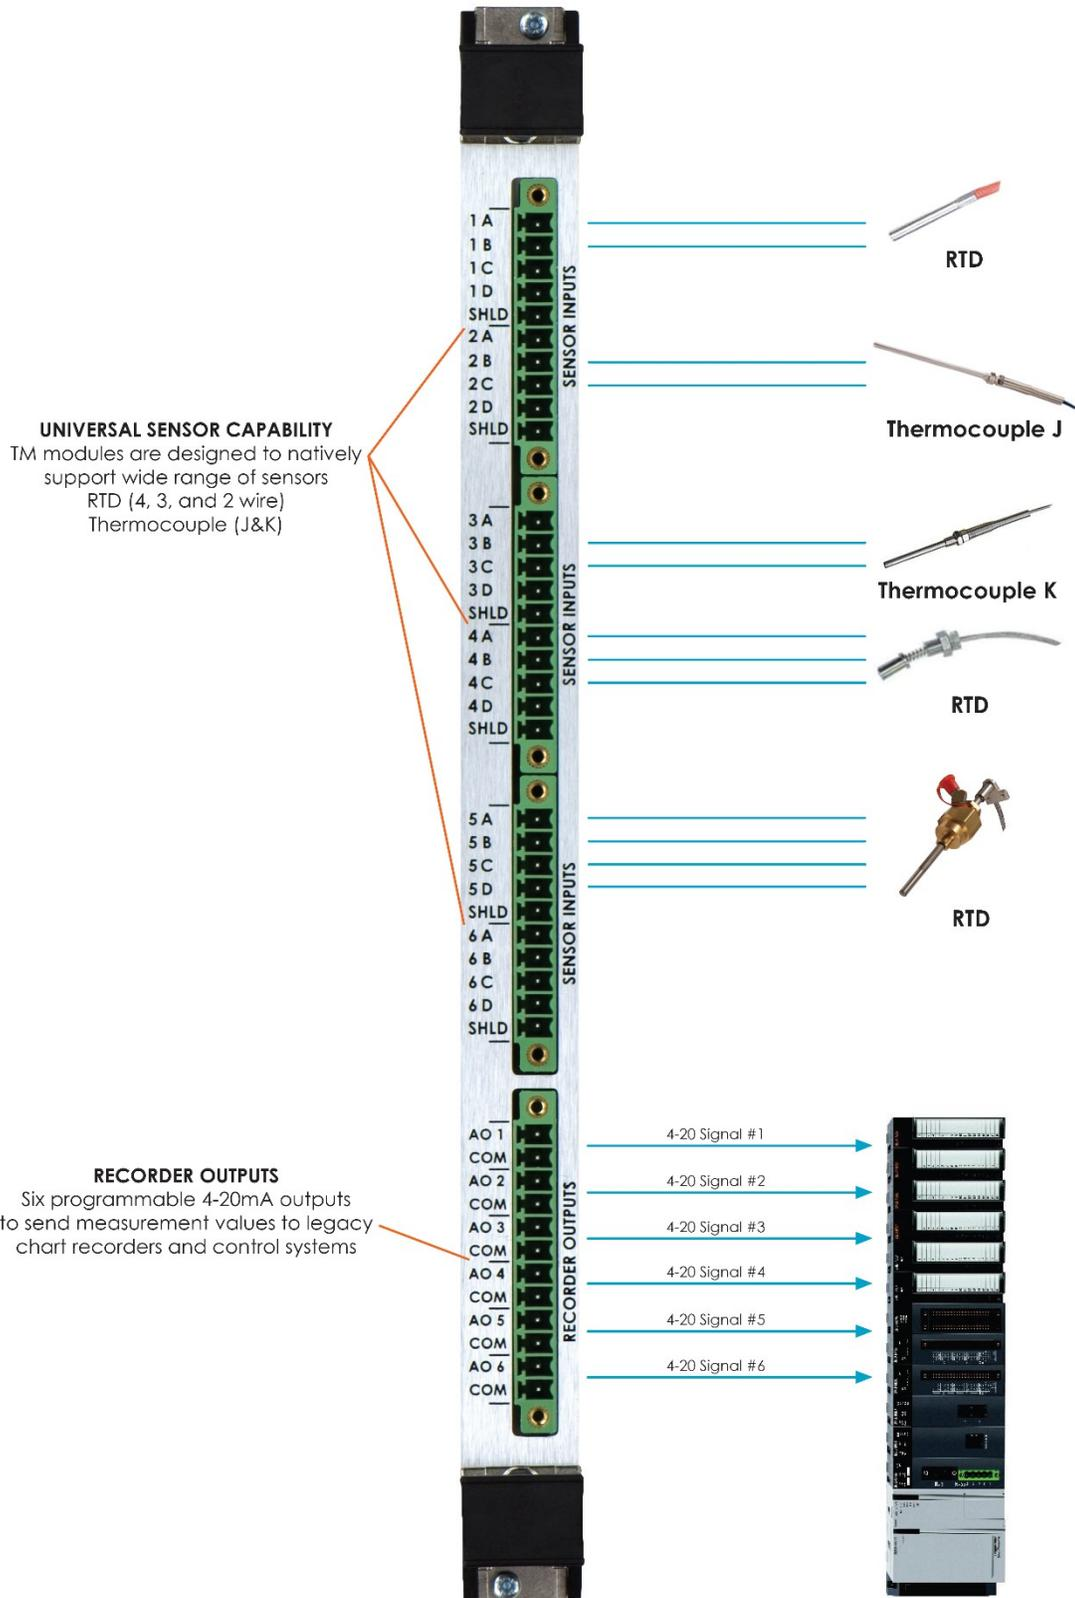 1 A
1 B
1 C
1 D
SHLD
2 A
2 B
2 C
2 D
SHLD
SENSOR INPUTS
RTD
Thermocouple J
UNIVERSAL SENSOR CAPABILITY
TM modules are designed to natively
support wide range of sensors
RTD (4, 3, and 2 wire)
Thermocouple (J&K)
3 A
3 B
3 C
3 D
SHLD
4 A
4 B
4 C
4 D
SHLD
SENSOR INPUTS
Thermocouple K
RTD
5 A
5 B
5 C
5 D
SHLD
6 A
6 B
6 C
6 D
SHLD
SENSOR INPUTS
RTD
RECORDER OUTPUTS
Six programmable 4-20mA outputs
to send measurement values to legacy
chart recorders and control systems
AO 1
COM
AO 2
COM
AO 3
COM
AO 4
COM
AO 5
COM
AO 6
COM
RECORDER OUTPUTS
4-20 Signal #1
4-20 Signal #2
4-20 Signal #3
4-20 Signal #4
4-20 Signal #5
4-20 Signal #6